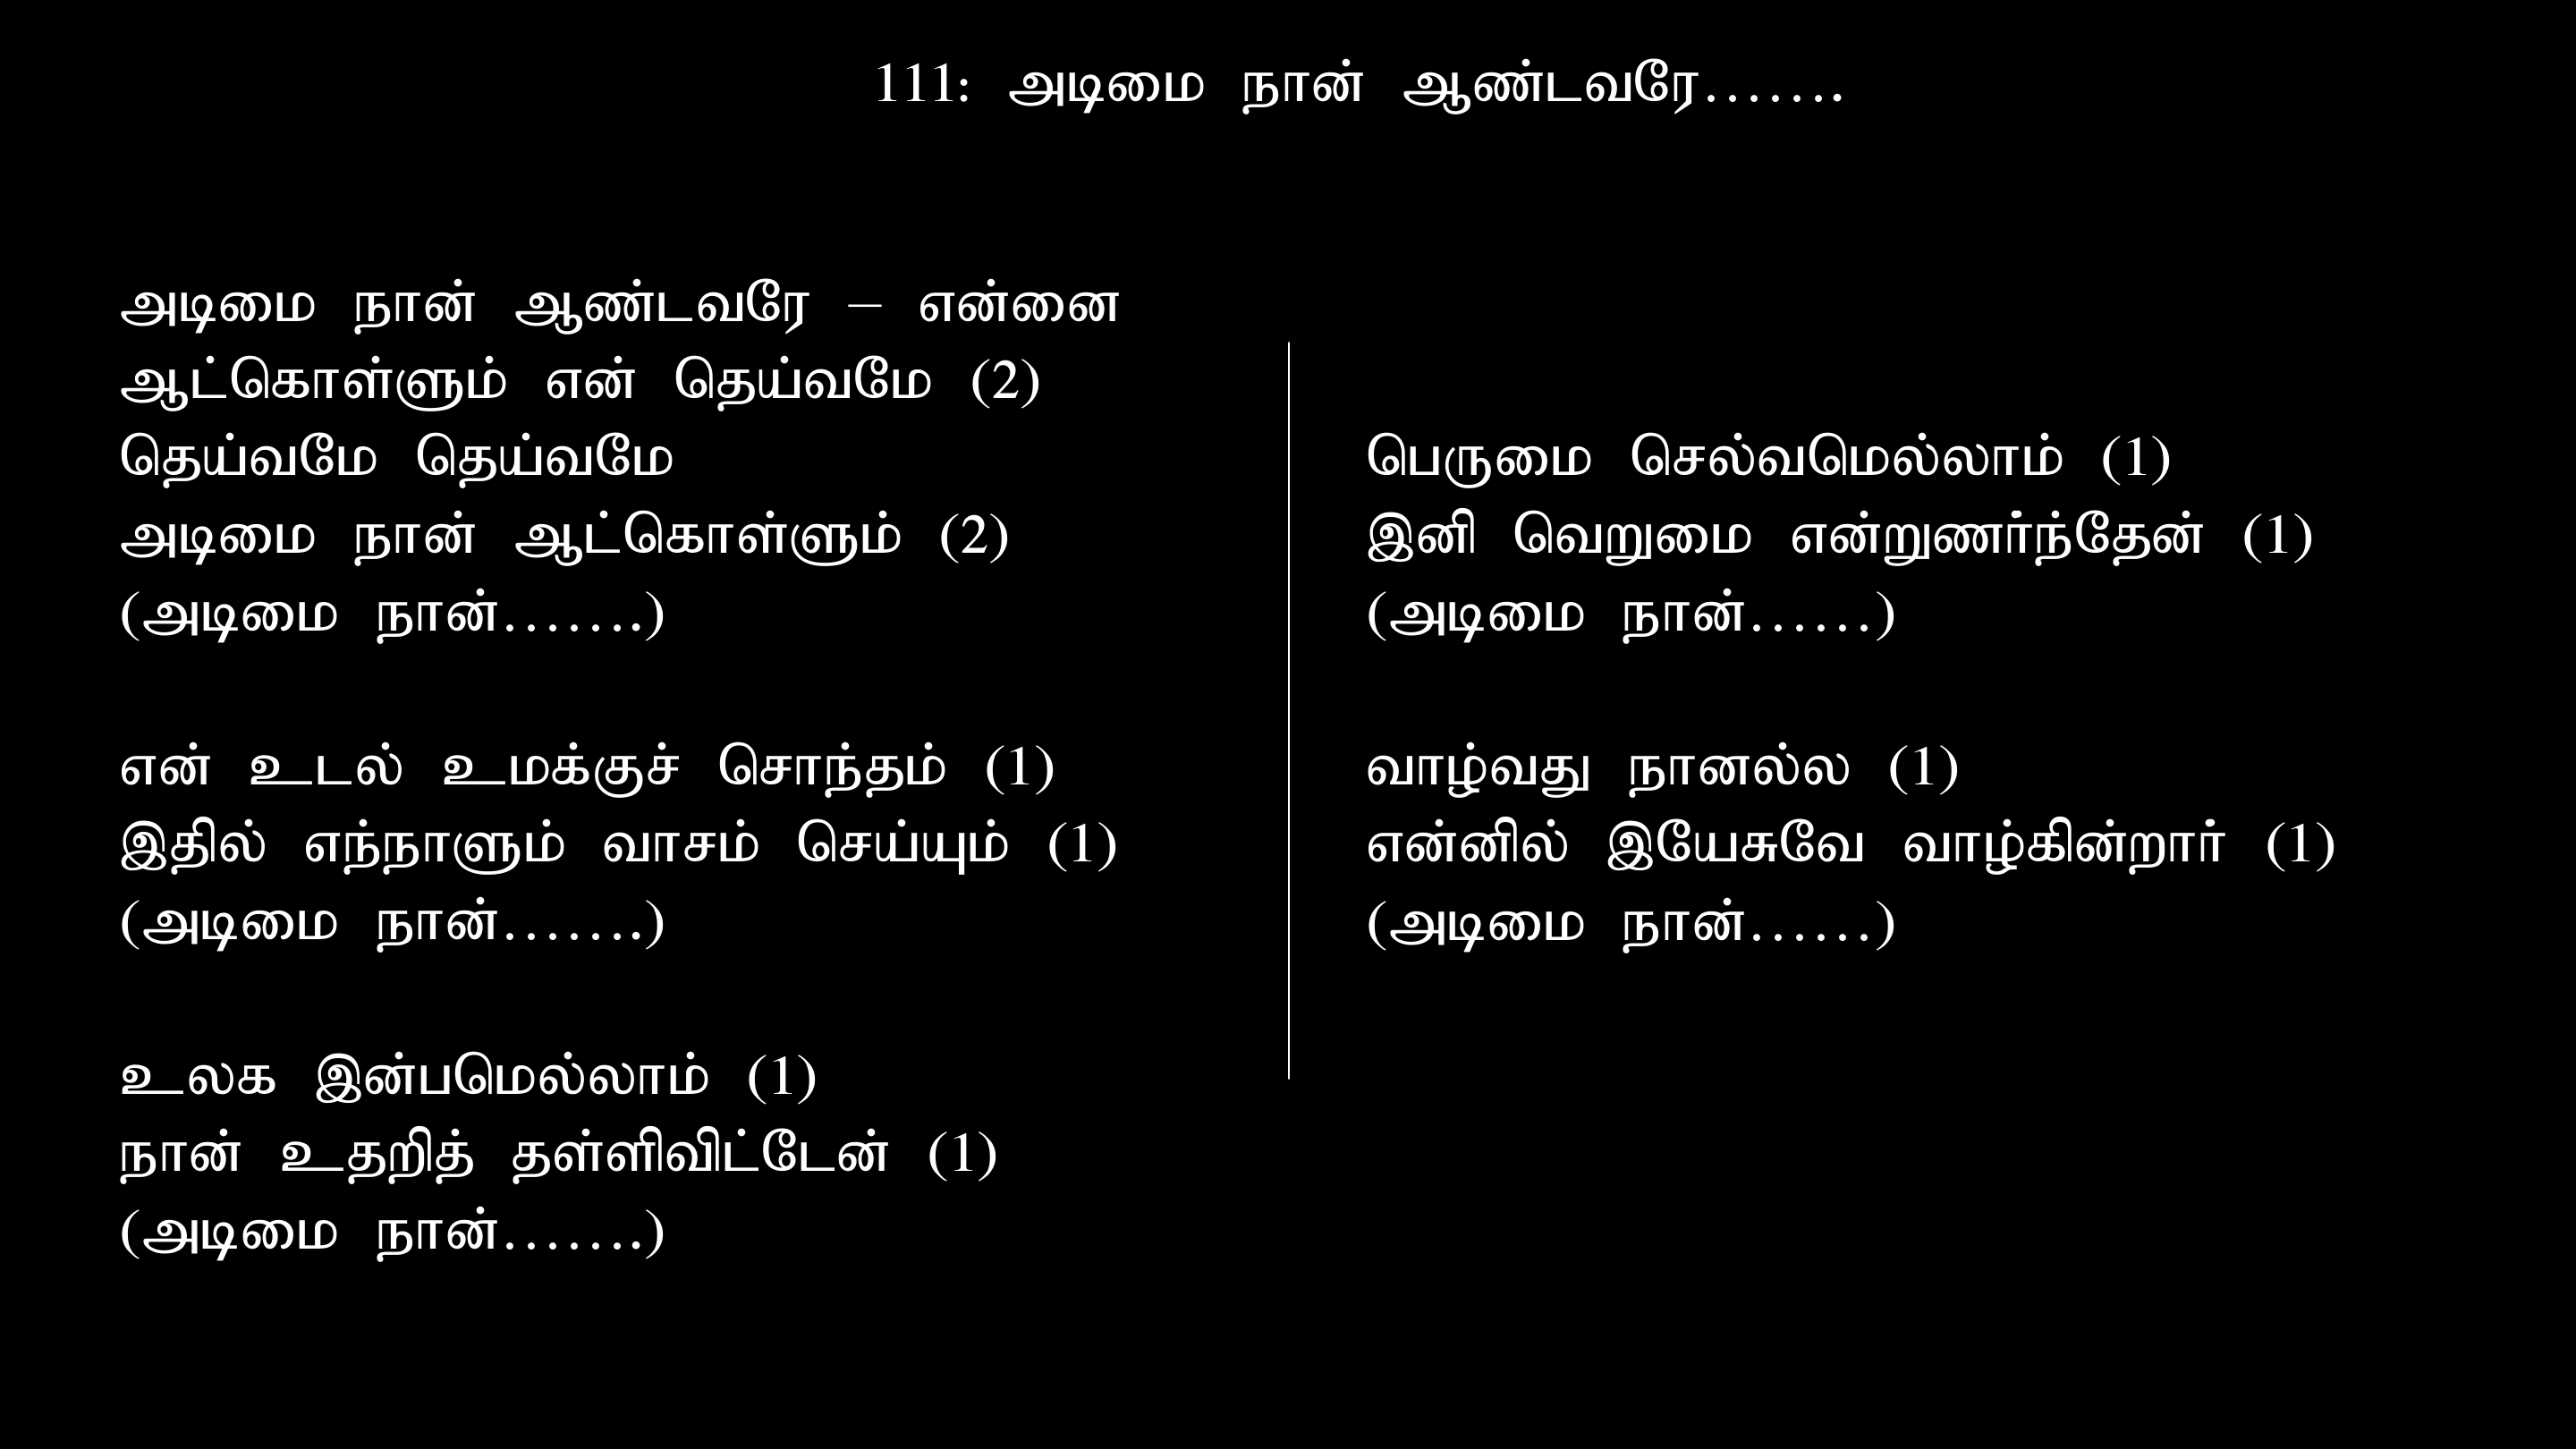 111: அடிமை நான் ஆண்டவரே.......
அடிமை நான் ஆண்டவரே – என்னை
ஆட்கொள்ளும் என் தெய்வமே (2)
தெய்வமே தெய்வமே
அடிமை நான் ஆட்கொள்ளும் (2)
(அடிமை நான்.......)
என் உடல் உமக்குச் சொந்தம் (1)
இதில் எந்நாளும் வாசம் செய்யும் (1)
(அடிமை நான்.......)
உலக இன்பமெல்லாம் (1)
நான் உதறித் தள்ளிவிட்டேன் (1)
(அடிமை நான்.......)
பெருமை செல்வமெல்லாம் (1)
இனி வெறுமை என்றுணர்ந்தேன் (1)
(அடிமை நான்......)
வாழ்வது நானல்ல (1)
என்னில் இயேசுவே வாழ்கின்றார் (1)
(அடிமை நான்......)